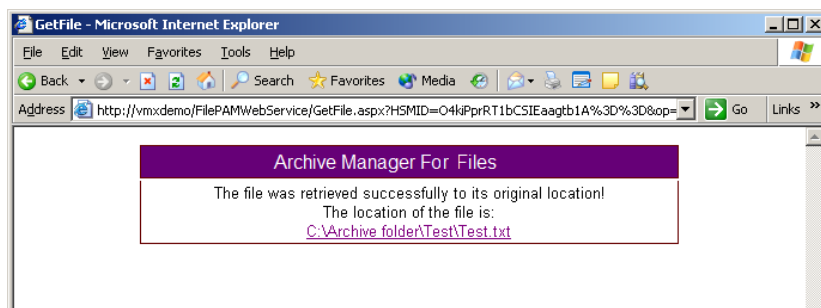 GetFile - Microsoft Internet Explorer
File Edit View Favorites Tools Help
Back Search Favorites Media
Address http://vmxdemo/FilePAMWebService/GetFile.aspx?HSMID=O4kiPprRT1bCSIEaagtb1A%3D%3D&op= Go Links »
Archive Manager For Files
The file was retrieved successfully to its original location!
The location of the file is:
C:\Archive folder\Test\Test.txt